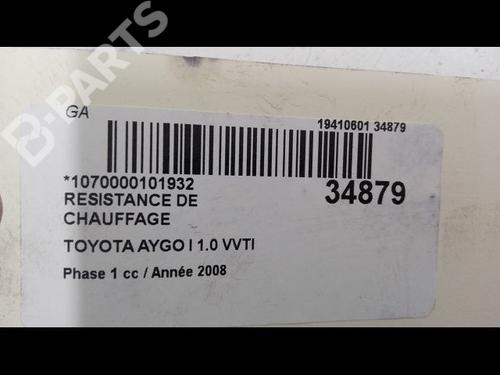 B-PARTS
GA
19410601 34879
*1070000101932
34879
RESISTANCE DE
CHAUFFAGE
TOYOTA AYGO I 1.0 VVTI
Phase 1 cc / Année 2008